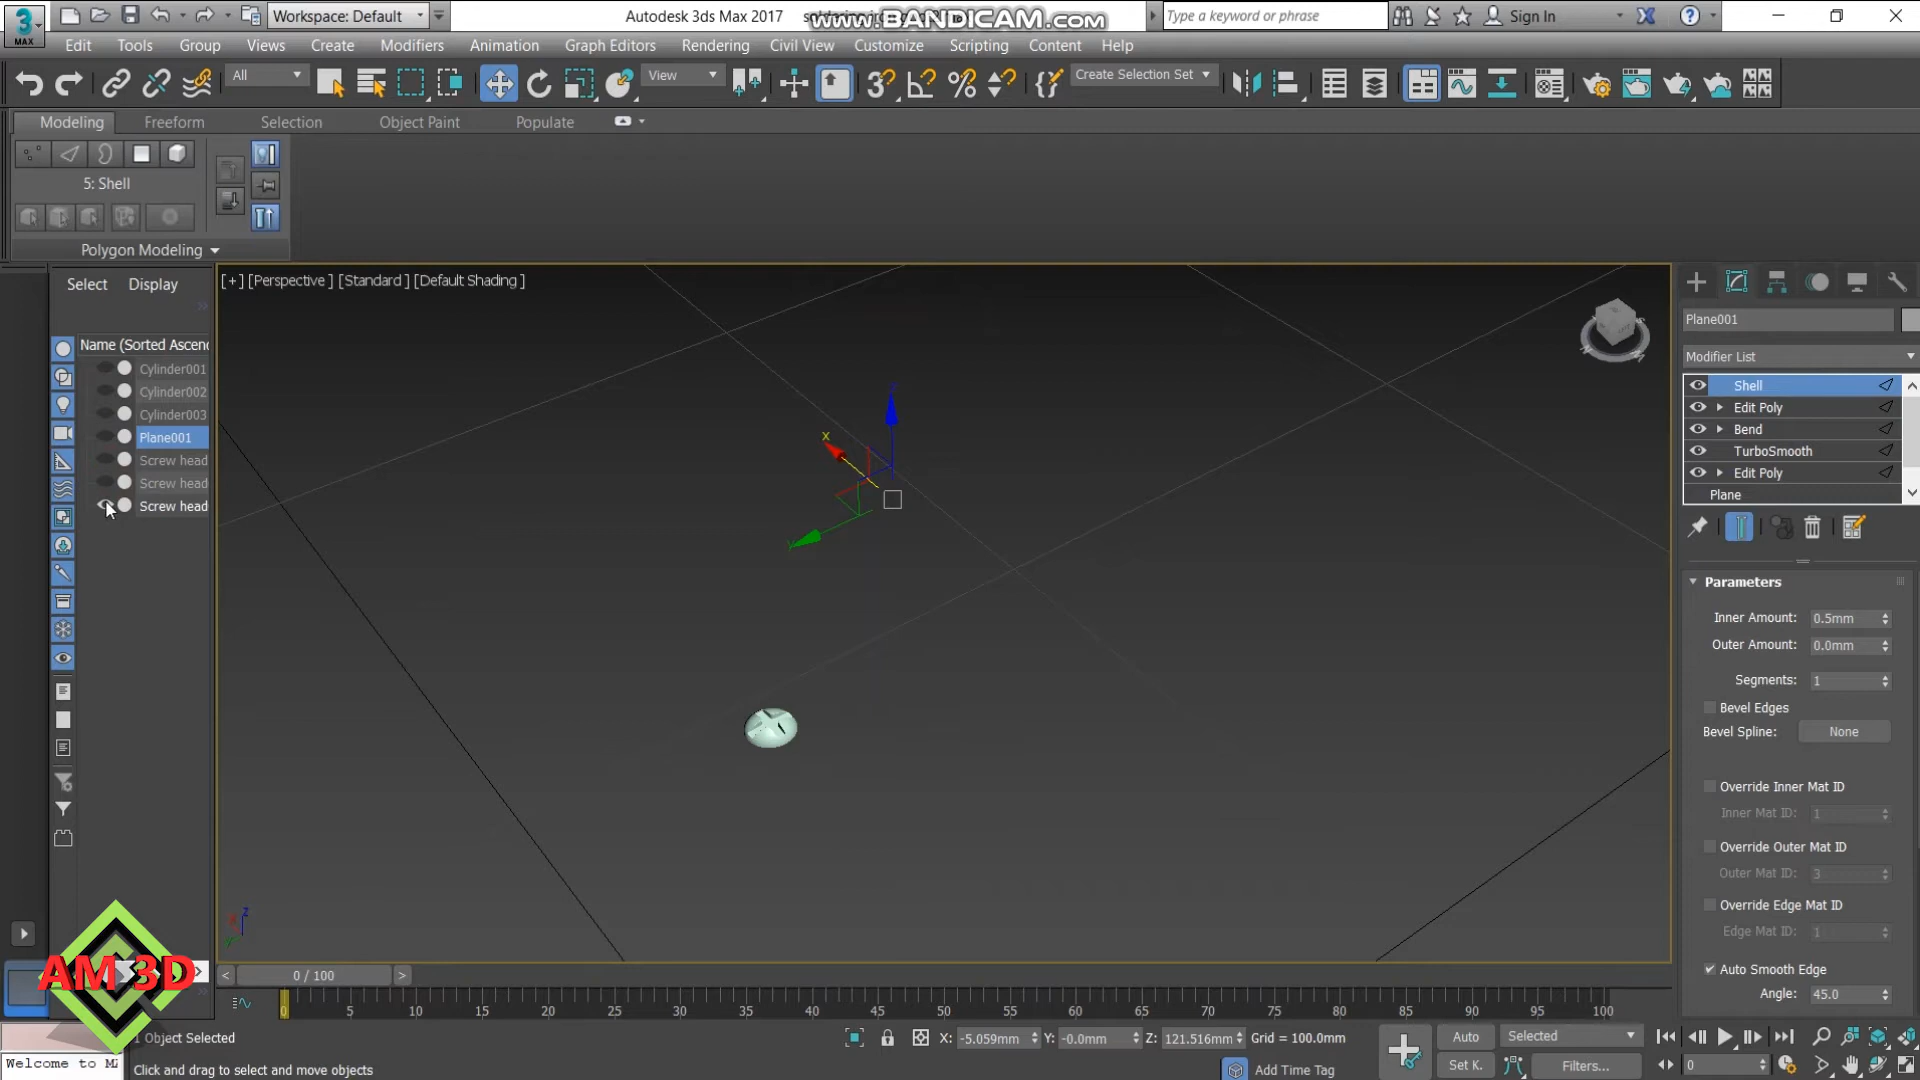 3
MAX
Workspace: Default
Autodesk 3ds Max 2017
www.BANDICAM.com
Type a keyword or phrase
Sign In
Edit
Tools
Group
Views
Create
Modifiers
Animation
Graph Editors
Rendering
Civil View
Customize
Scripting
Content
Help
All
View
Create Selection Set
Modeling
Freeform
Selection
Object Paint
Populate
5: Shell
Polygon Modeling
Select
Display
Name (Sorted Ascend
Cylinder001
Cylinder002
Cylinder003
Plane001
Screw head
Screw head
Screw head
[+] [Perspective ] [Standard ] [Default Shading ]
x
z
y
Plane001
Modifier List
Shell
Edit Poly
Bend
TurboSmooth
Edit Poly
Plane
Parameters
Inner Amount: 0.5mm
Outer Amount: 0.0mm
Segments: 1
Bevel Edges
Bevel Spline: None
Override Inner Mat ID
Inner Mat ID: 1
Override Outer Mat ID
Outer Mat ID: 3
Override Edge Mat ID
Edge Mat ID: 1
Auto Smooth Edge
Angle: 45.0
AM 3D
< 0 / 100 >
0 5 10 15 20 25 30 35 40 45 50 55 60 65 70 75 80 85 90 95 100
1 Object Selected
X: -5.059mm Y: -0.0mm Z: 121.516mm Grid = 100.0mm
Auto
Selected
Welcome to M
Click and drag to select and move objects
Add Time Tag
Set K.
Filters...
0